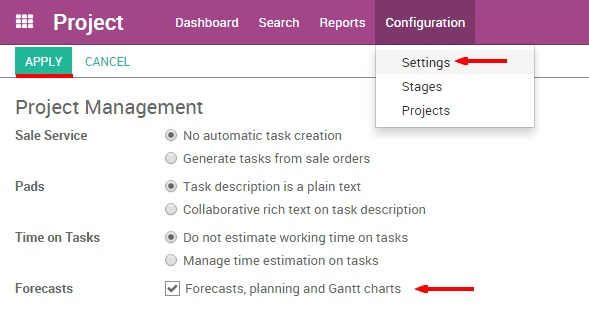 Project Dashboard Search Reports Configuration
APPLY CANCEL
Settings
Stages
Projects
Project Management
Sale Service No automatic task creation
Generate tasks from sale orders
Pads Task description is a plain text
Collaborative rich text on task description
Time on Tasks Do not estimate working time on tasks
Manage time estimation on tasks
Forecasts Forecasts, planning and Gantt charts